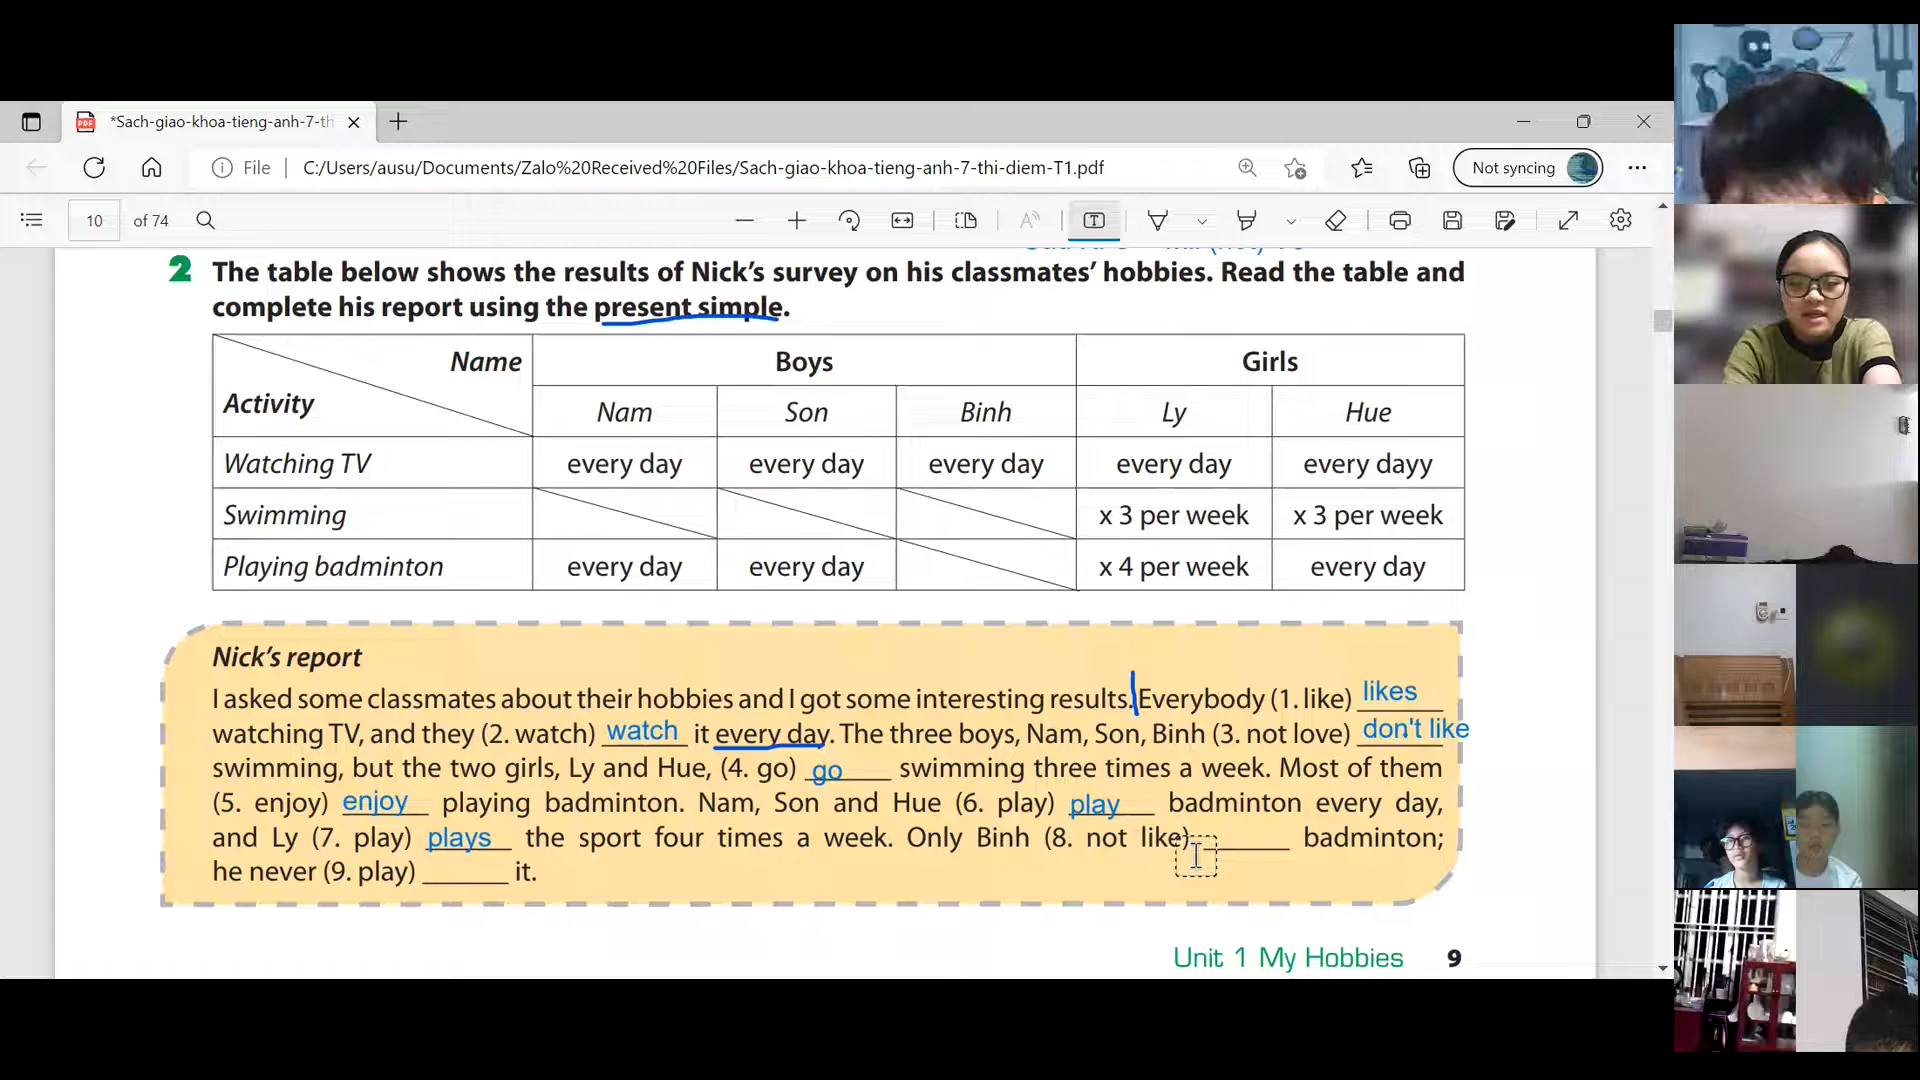 *Sach-giao-khoa-tieng-anh-7-th
File C:/Users/ausu/Documents/Zalo%20Received%20Files/Sach-giao-khoa-tieng-anh-7-thi-diem-T1.pdf Not syncing
10 of 74
2 The table below shows the results of Nick's survey on his classmates' hobbies. Read the table and
complete his report using the present simple.
Name Boys Girls
Activity Nam Son Binh Ly Hue
Watching TV every day every day every day every day every dayy
Swimming x 3 per week x 3 per week
Playing badminton every day every day x 4 per week every day
Nick's report
I asked some classmates about their hobbies and I got some interesting results. Everybody (1. like) likes
watching TV, and they (2. watch) watch it every day. The three boys, Nam, Son, Binh (3. not love) don't like
swimming, but the two girls, Ly and Hue, (4. go) go swimming three times a week. Most of them
(5. enjoy) enjoy playing badminton. Nam, Son and Hue (6. play) play badminton every day,
and Ly (7. play) plays the sport four times a week. Only Binh (8. not like) ______ badminton;
he never (9. play) ______ it.
Unit 1 My Hobbies 9